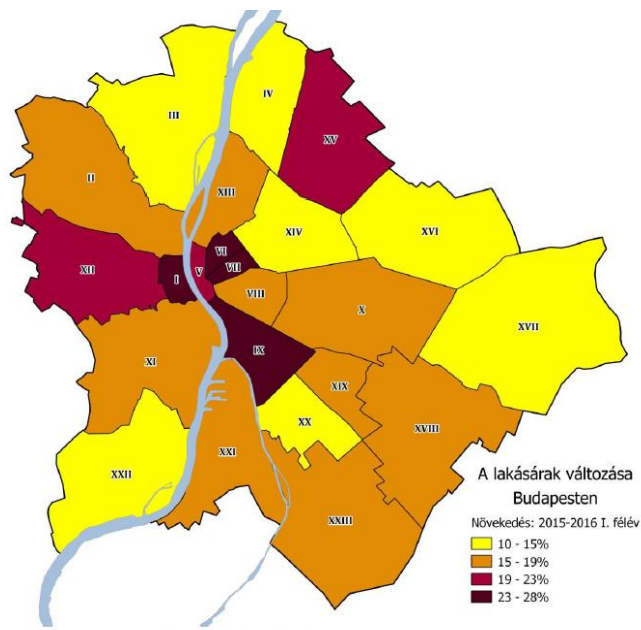 IV
III
XV
II
XIII
XIV
XVI
VI
XII
I
V
VII
VIII
X
XVII
XI
IX
XIX
XX
XVIII
XXI
XXII
XXIII
A lakásárak változása
Budapesten
Növekedés: 2015-2016 I. félév
10 - 15%
15 - 19%
19 - 23%
23 - 28%